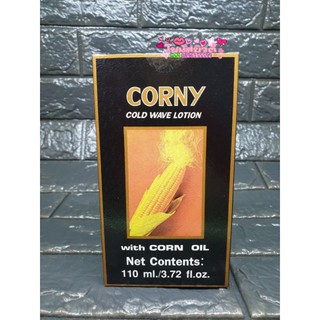 CORNY
COLD WAVE LOTION
with CORN OIL
Net Contents:
110 ml./3.72 fl.oz.